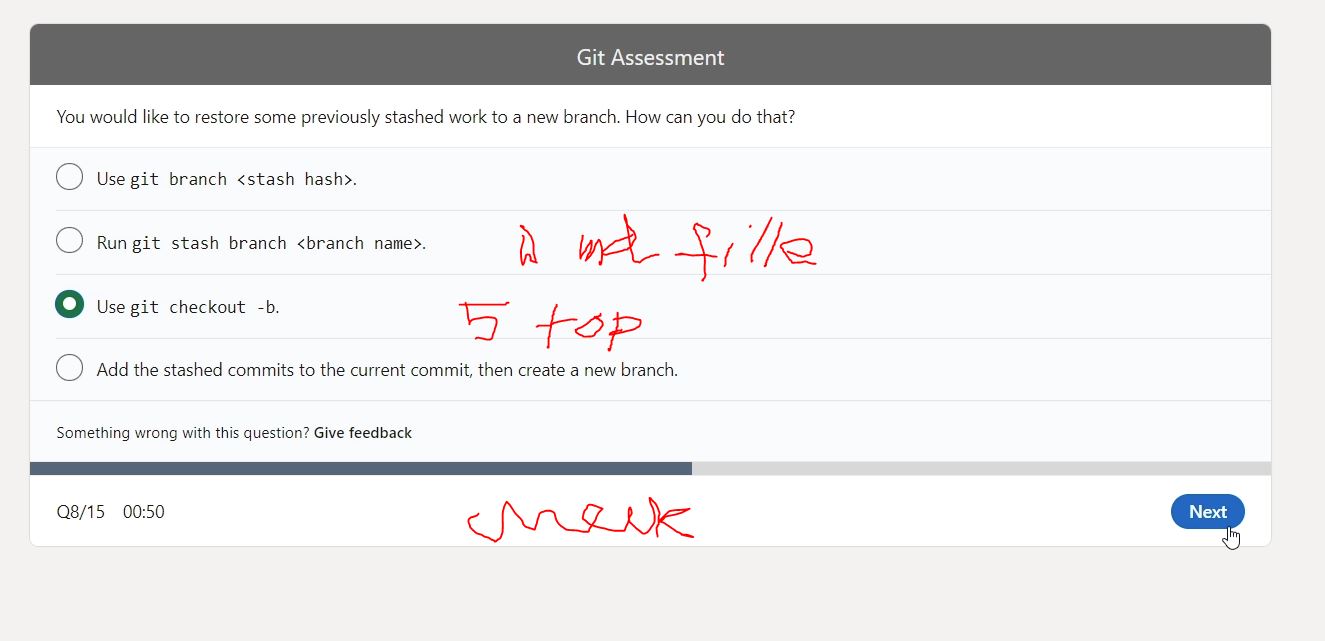 Git Assessment
You would like to restore some previously stashed work to a new branch. How can you do that?
Use git branch <stash hash>.
Run git stash branch <branch name>.
Use git checkout -b.
5 top
Add the stashed commits to the current commit, then create a new branch.
Something wrong with this question? Give feedback
Q8/15 00:50
Next